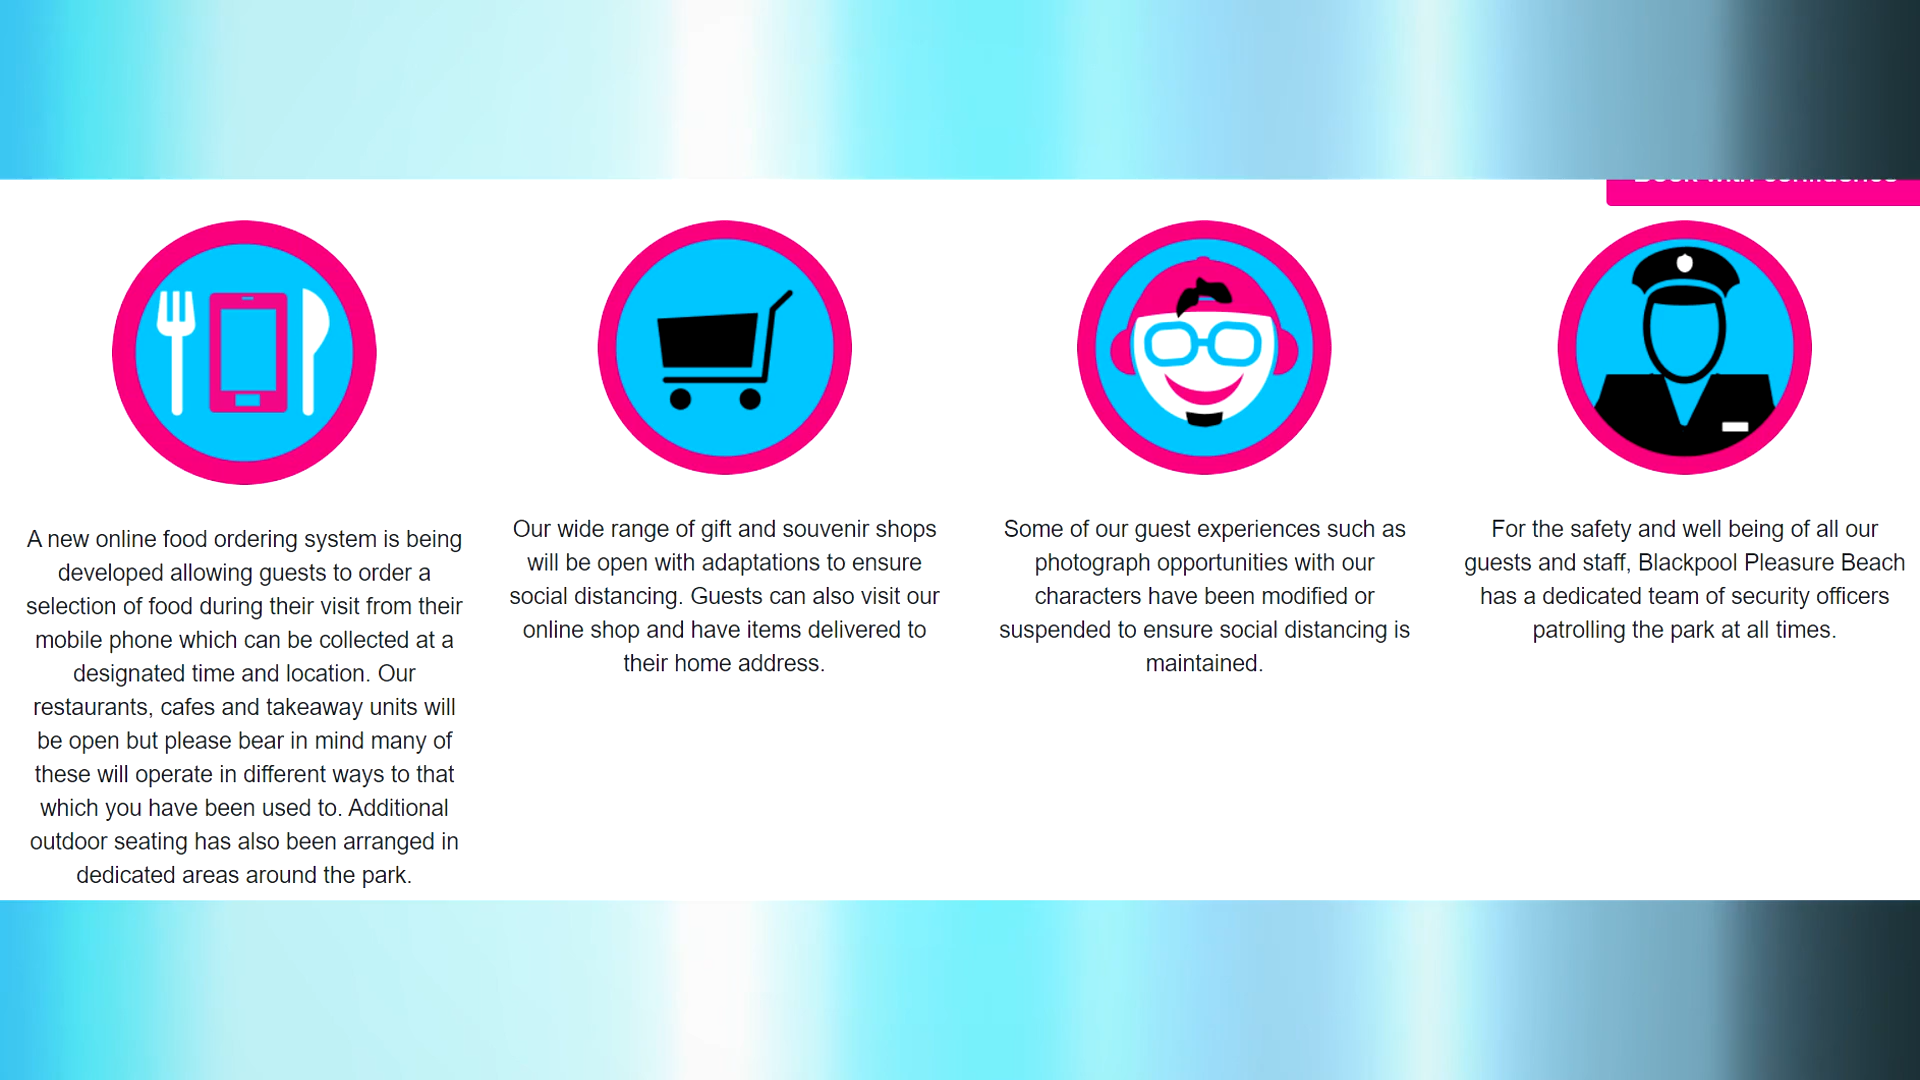 A new online food ordering system is being
developed allowing guests to order a
selection of food during their visit from their
mobile phone which can be collected at a
designated time and location. Our
restaurants, cafes and takeaway units will
be open but please bear in mind many of
these will operate in different ways to that
which you have been used to. Additional
outdoor seating has also been arranged in
dedicated areas around the park.
Our wide range of gift and souvenir shops
will be open with adaptations to ensure
social distancing. Guests can also visit our
online shop and have items delivered to
their home address.
Some of our guest experiences such as
photograph opportunities with our
characters have been modified or
suspended to ensure social distancing is
maintained.
For the safety and well being of all our
guests and staff, Blackpool Pleasure Beach
has a dedicated team of security officers
patrolling the park at all times.